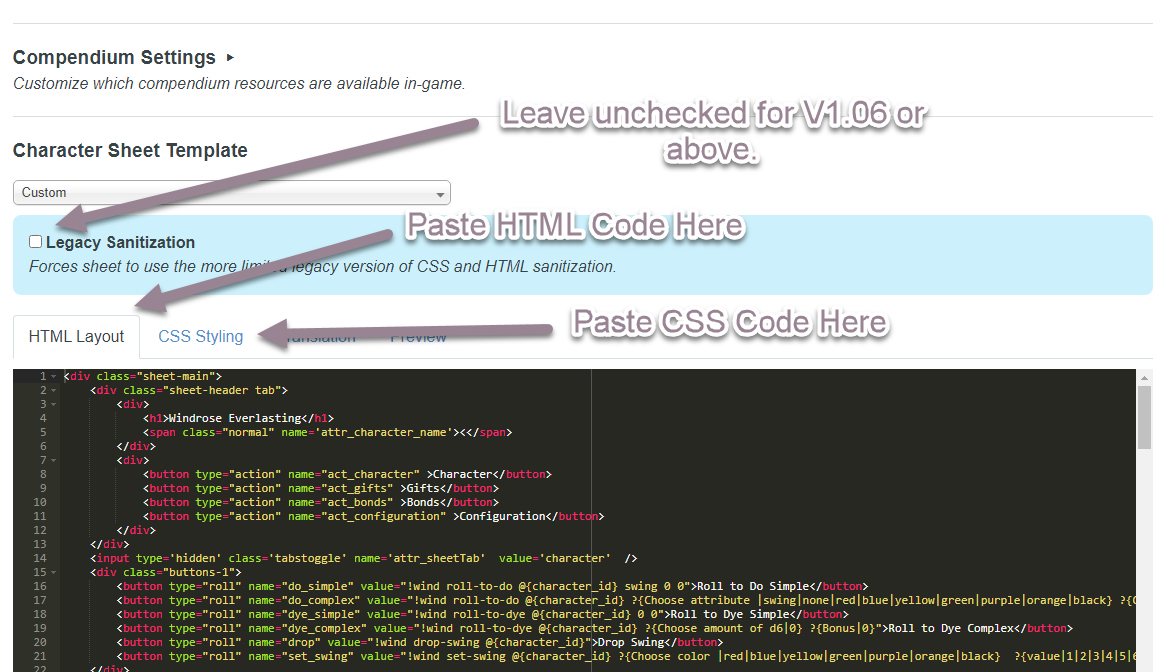 Compendium Settings ▸
Customize which compendium resources are available in-game.
Leave unchecked for V1.06 or
above.
Character Sheet Template
Custom
Paste HTML Code Here
Legacy Sanitization
Forces sheet to use the more limited legacy version of CSS and HTML sanitization.
Paste CSS Code Here
HTML Layout CSS Styling Translation Preview
1 <div class="sheet-main">
2 <div class="sheet-header tab">
3 <div>
4 <h1>Windrose Everlasting</h1>
5 <span class="normal" name='attr_character_name'><</span>
6 </div>
7 <div>
8 <button type="action" name="act_character" >Character</button>
9 <button type="action" name="act_gifts" >Gifts</button>
10 <button type="action" name="act_bonds" >Bonds</button>
11 <button type="action" name="act_configuration" >Configuration</button>
12 </div>
13 </div>
14 <input type='hidden' class='tabstoggle' name='attr_sheetTab' value='character' />
15 <div class="buttons-1">
16 <button type="roll" name="do_simple" value="!wind roll-to-do @{character_id} swing 0 0">Roll to Do Simple</button>
17 <button type="roll" name="do_complex" value="!wind roll-to-do @{character_id} ?{Choose attribute |swing|none|red|blue|yellow|green|purple|orange|black} ?{
18 <button type="roll" name="dye_simple" value="!wind roll-to-dye @{character_id} 0 0">Roll to Dye Simple</button>
19 <button type="roll" name="dye_complex" value="!wind roll-to-dye @{character_id} ?{Choose amount of d6|0} ?{Bonus|0}">Roll to Dye Complex</button>
20 <button type="roll" name="drop" value="!wind drop-swing @{character_id}">Drop Swing</button>
21 <button type="roll" name="set_swing" value="!wind set-swing @{character_id} ?{Choose color |red|blue|yellow|green|purple|orange|black} ?{value|1|2|3|4|5|
22 </div>